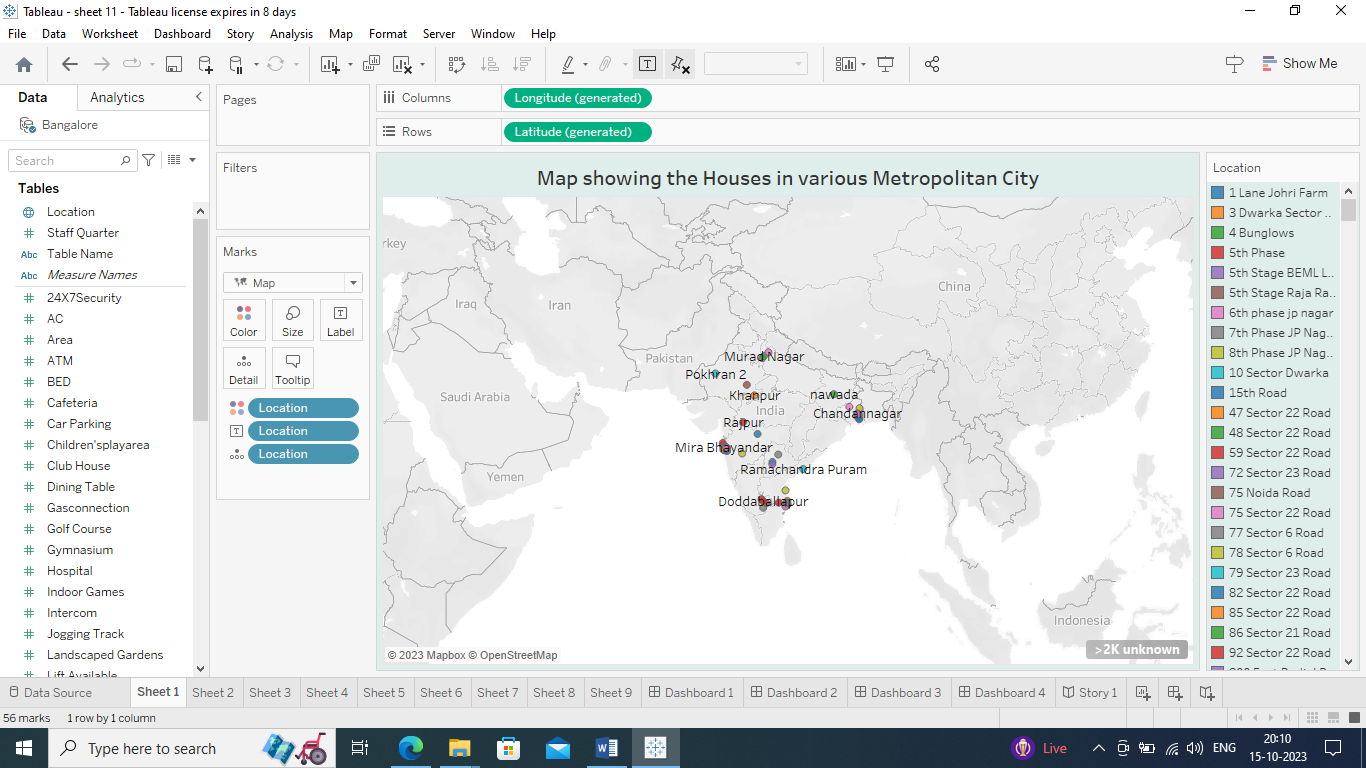 Tableau - sheet 11 - Tableau license expires in 8 days
File Data Worksheet Dashboard Story Analysis Map Format Server Window Help
Show Me
Data Analytics
Bangalore
Search
Tables
Location
Staff Quarter
Abc Table Name
Abc Measure Names
24X7Security
AC
Area
ATM
BED
Cafeteria
Car Parking
Children'splayarea
Club House
Dining Table
Gasconnection
Golf Course
Gymnasium
Hospital
Indoor Games
Intercom
Jogging Track
Landscaped Gardens
Lift Available
Pages
Filters
Marks
Map
Color Size Label
Detail Tooltip
Location
Location
Location
Columns Longitude (generated)
Rows Latitude (generated)
Map showing the Houses in various Metropolitan City
rkey
Iraq
Iran
China
Pakistan
Saudi Arabia
India
Yemen
Indonesia
Murad Nagar
Pokhran 2
Khanpur
nawada
Chandannagar
Rajpur
Mira Bhayandar
Ramachandra Puram
Doddaballapur
© 2023 Mapbox © OpenStreetMap
>2K unknown
Location
1 Lane Johri Farm
3 Dwarka Sector ..
4 Bunglows
5th Phase
5th Stage BEML L..
5th Stage Raja Ra..
6th phase jp nagar
7th Phase JP Nag..
8th Phase JP Nag..
10 Sector Dwarka
15th Road
47 Sector 22 Road
48 Sector 22 Road
59 Sector 22 Road
72 Sector 23 Road
75 Noida Road
75 Sector 22 Road
77 Sector 6 Road
78 Sector 6 Road
79 Sector 23 Road
82 Sector 22 Road
85 Sector 22 Road
86 Sector 21 Road
92 Sector 22 Road
Data Source Sheet 1 Sheet 2 Sheet 3 Sheet 4 Sheet 5 Sheet 6 Sheet 7 Sheet 8 Sheet 9 Dashboard 1 Dashboard 2 Dashboard 3 Dashboard 4 Story 1
56 marks 1 row by 1 column
Type here to search
Live
ENG
20:10
15-10-2023